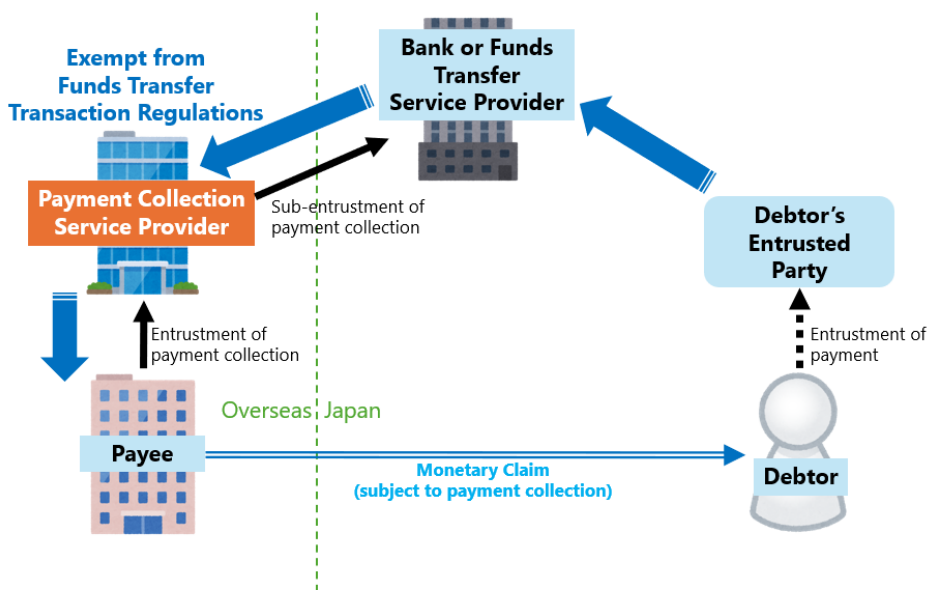 Exempt from
Funds Transfer
Transaction Regulations
Bank or Funds
Transfer
Service Provider
Payment Collection
Service Provider
Sub-entrustment of
payment collection
Debtor's
Entrusted
Party
Entrustment of
payment collection
Entrustment of
payment
Overseas Japan
Payee
Monetary Claim
(subject to payment collection)
Debtor